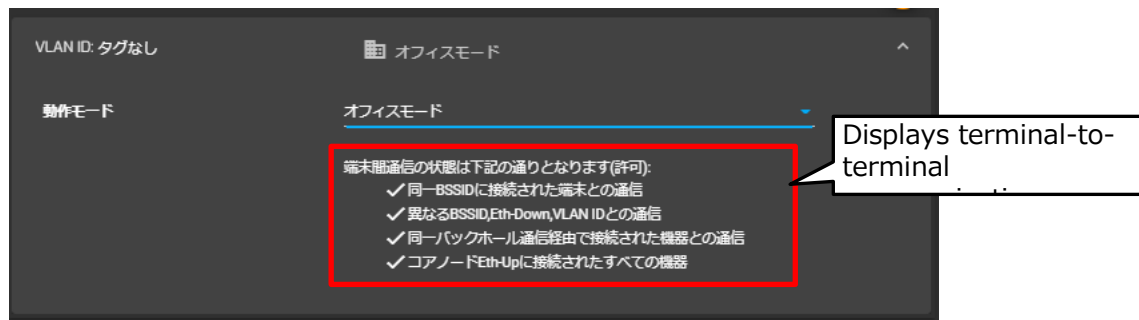 VLAN ID: タグなし
オフィスモード
動作モード
オフィスモード
端末間通信の状態は下記の通りとなります(許可):
✓同一BSSIDに接続された端末との通信
✓異なるBSSID,Eth-Down,VLAN IDとの通信
✓同一バックホール通信経由で接続された機器との通信
✓コアノードEth-Upに接続されたすべての機器
Displays terminal-to-
terminal